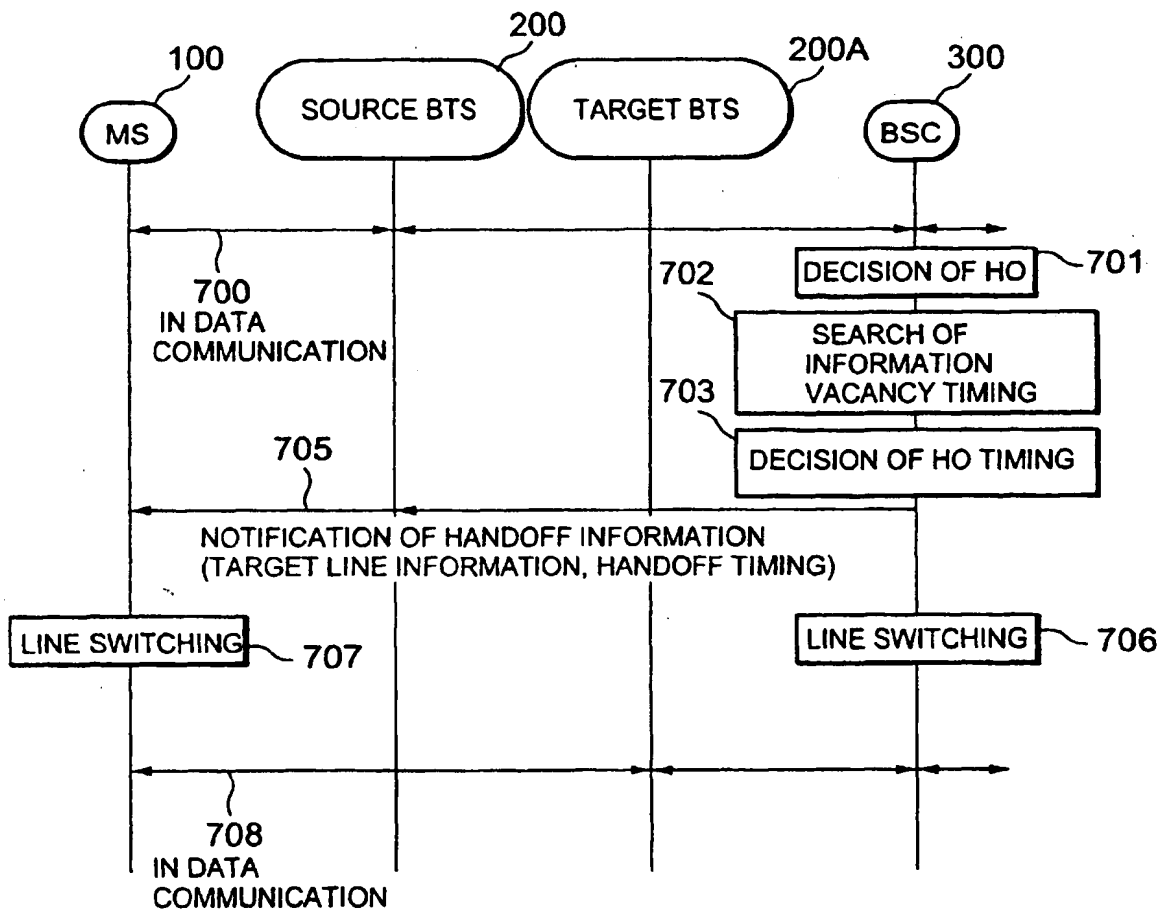 100
200
200A
300
MS
SOURCE BTS
TARGET BTS
BSC
700
IN DATA
COMMUNICATION
DECISION OF HO
701
702
SEARCH OF
INFORMATION
VACANCY TIMING
703
DECISION OF HO TIMING
705
NOTIFICATION OF HANDOFF INFORMATION
(TARGET LINE INFORMATION, HANDOFF TIMING)
LINE SWITCHING
707
LINE SWITCHING
706
708
IN DATA
COMMUNICATION